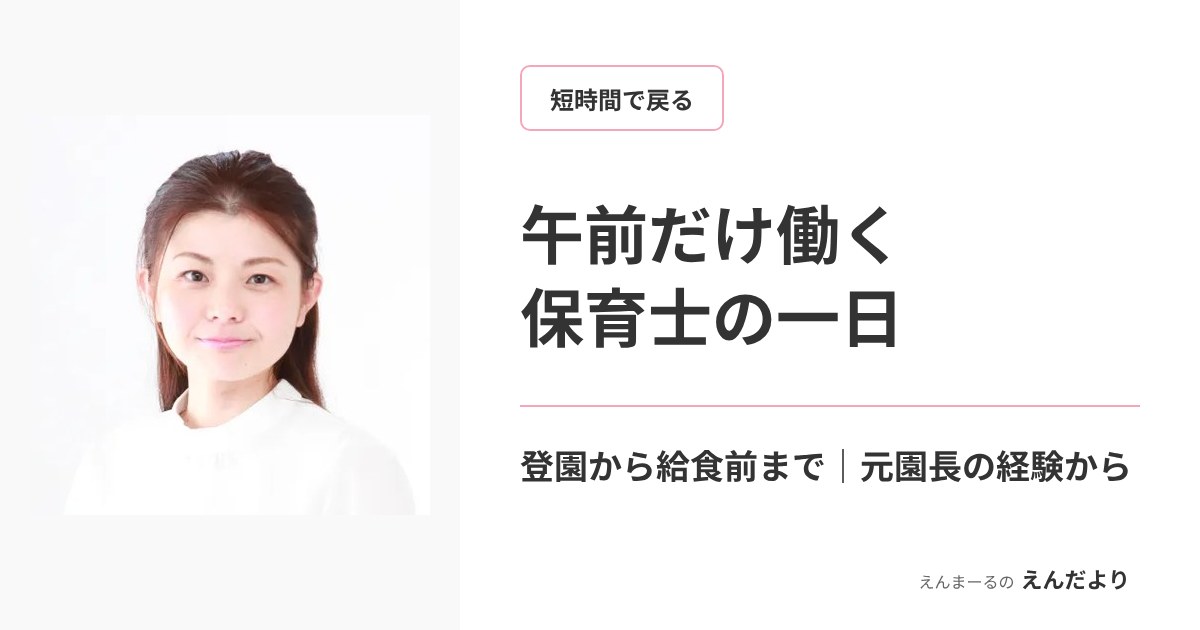 短時間で戻る
午前だけ働く
保育士の一日
登園から給食前まで｜元園長の経験から
えんまーるの えんだより